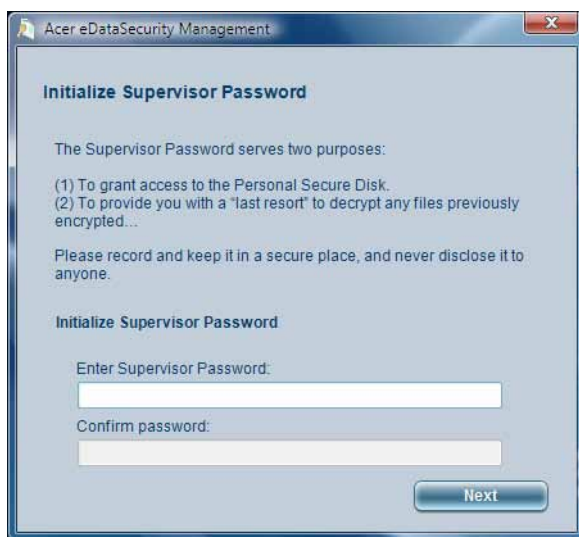 Acer eDataSecurity Management
Initialize Supervisor Password
The Supervisor Password serves two purposes:
(1) To grant access to the Personal Secure Disk.
(2) To provide you with a "last resort" to decrypt any files previously
encrypted...
Please record and keep it in a secure place, and never disclose it to
anyone.
Initialize Supervisor Password
Enter Supervisor Password:
Confirm password:
Next